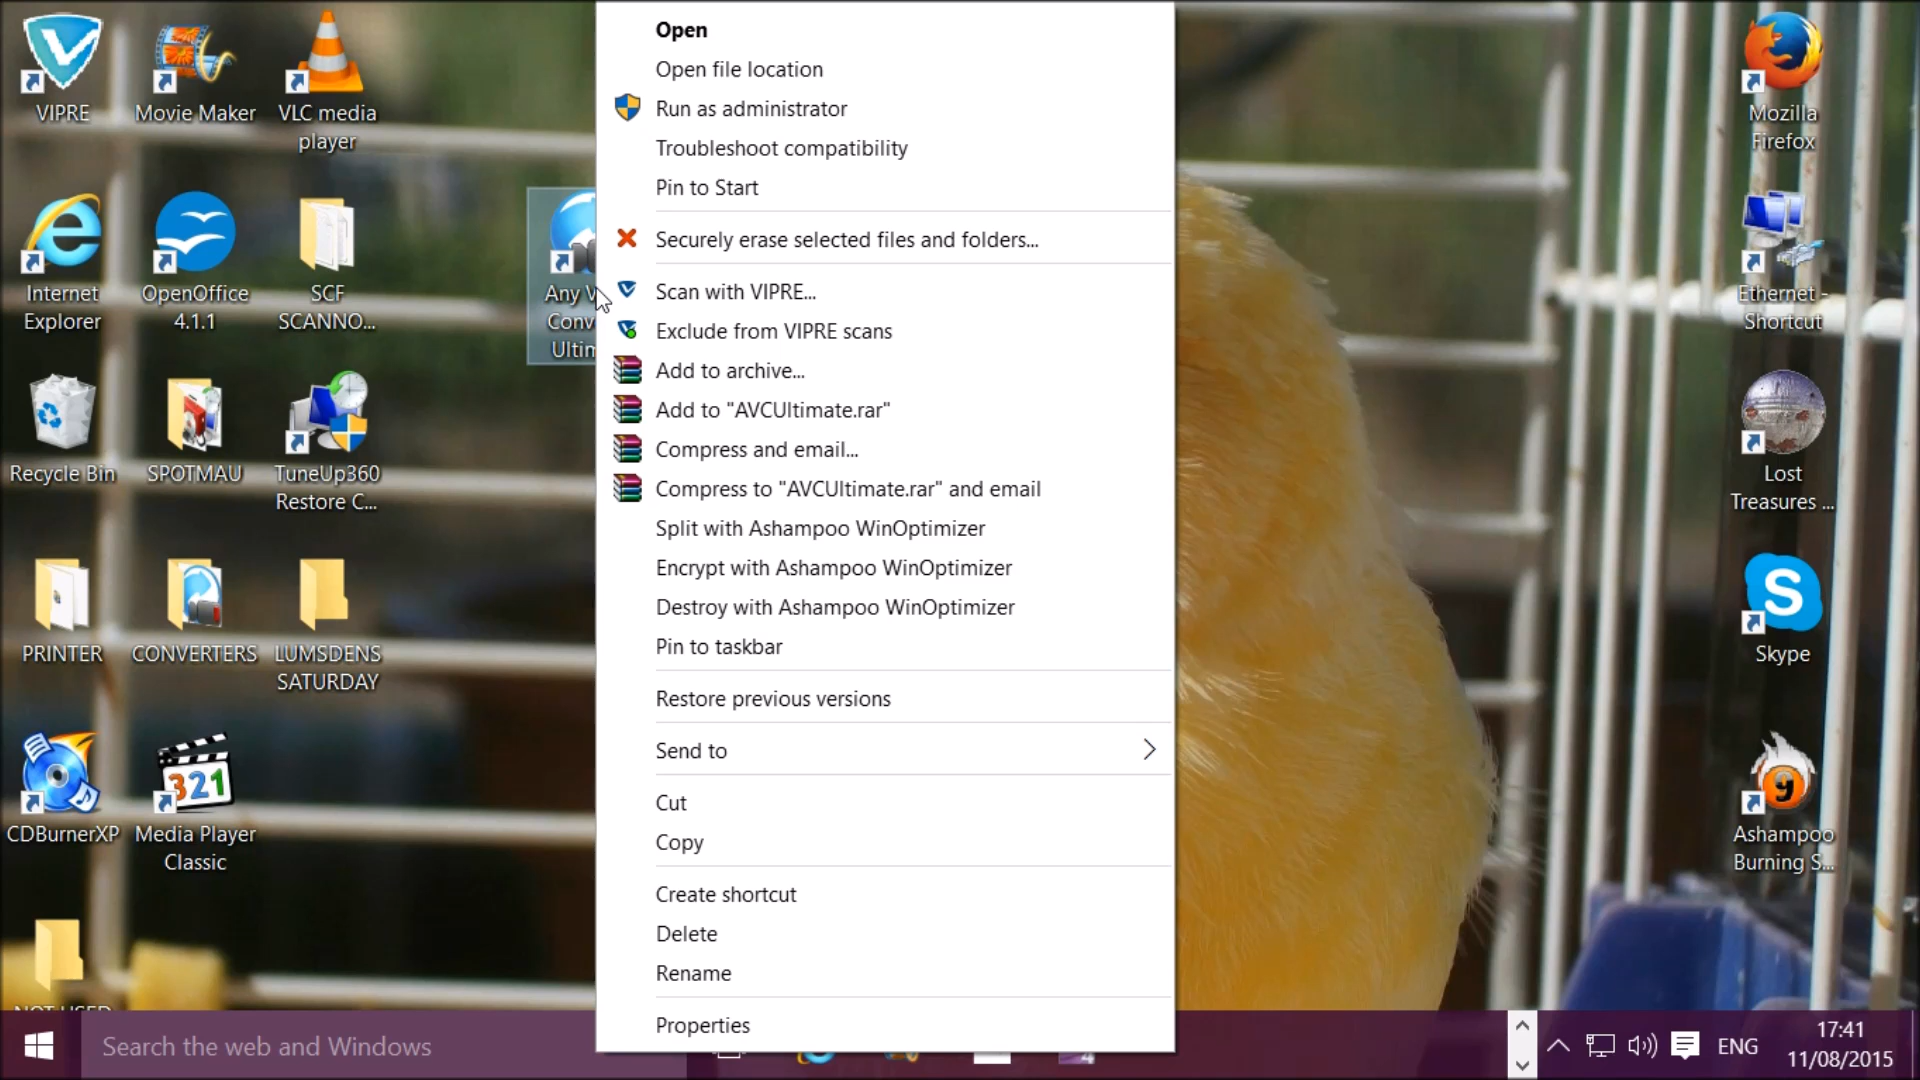 VIPRE
Movie Maker
VLC media
player
Internet
Explorer
OpenOffice
4.1.1
SCF
SCANNO...
Recycle Bin
SPOTMAU
TuneUp360
Restore C...
PRINTER
CONVERTERS
LUMSDENS
SATURDAY
CDBurnerXP
Media Player
Classic
321
NOT USED
Any V
Conv
Ultim
Open
Open file location
Run as administrator
Troubleshoot compatibility
Pin to Start
Securely erase selected files and folders...
Scan with VIPRE...
Exclude from VIPRE scans
Add to archive...
Add to "AVCUltimate.rar"
Compress and email...
Compress to "AVCUltimate.rar" and email
Split with Ashampoo WinOptimizer
Encrypt with Ashampoo WinOptimizer
Destroy with Ashampoo WinOptimizer
Pin to taskbar
Restore previous versions
Send to
Cut
Copy
Create shortcut
Delete
Rename
Properties
Mozilla
Firefox
Ethernet -
Shortcut
Lost
Treasures ...
S
Skype
9
Ashampoo
Burning S...
Search the web and Windows
4
ENG
17:41
11/08/2015